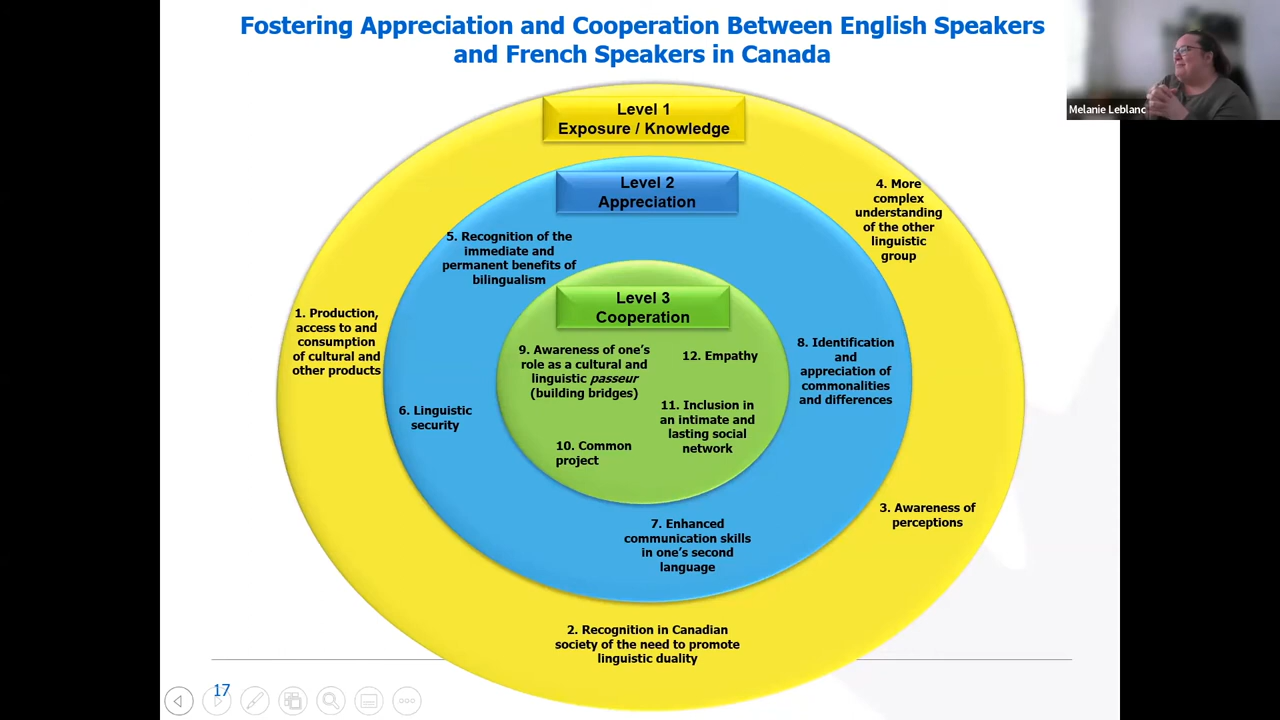 Fostering Appreciation and Cooperation Between English Speakers
and French Speakers in Canada
Melanie Leblanc
Level 1
Exposure / Knowledge
Level 2
Appreciation
4. More
complex
understanding
of the other
linguistic
group
5. Recognition of the
immediate and
permanent benefits of
bilingualism
Level 3
Cooperation
1. Production,
access to and
consumption
of cultural and
other products
9. Awareness of one's
role as a cultural and
linguistic passeur
(building bridges)
12. Empathy
8. Identification
and
appreciation of
commonalities
and differences
6. Linguistic
security
11. Inclusion in
an intimate and
lasting social
network
10. Common
project
3. Awareness of
perceptions
7. Enhanced
communication skills
in one's second
language
2. Recognition in Canadian
society of the need to promote
linguistic duality
17